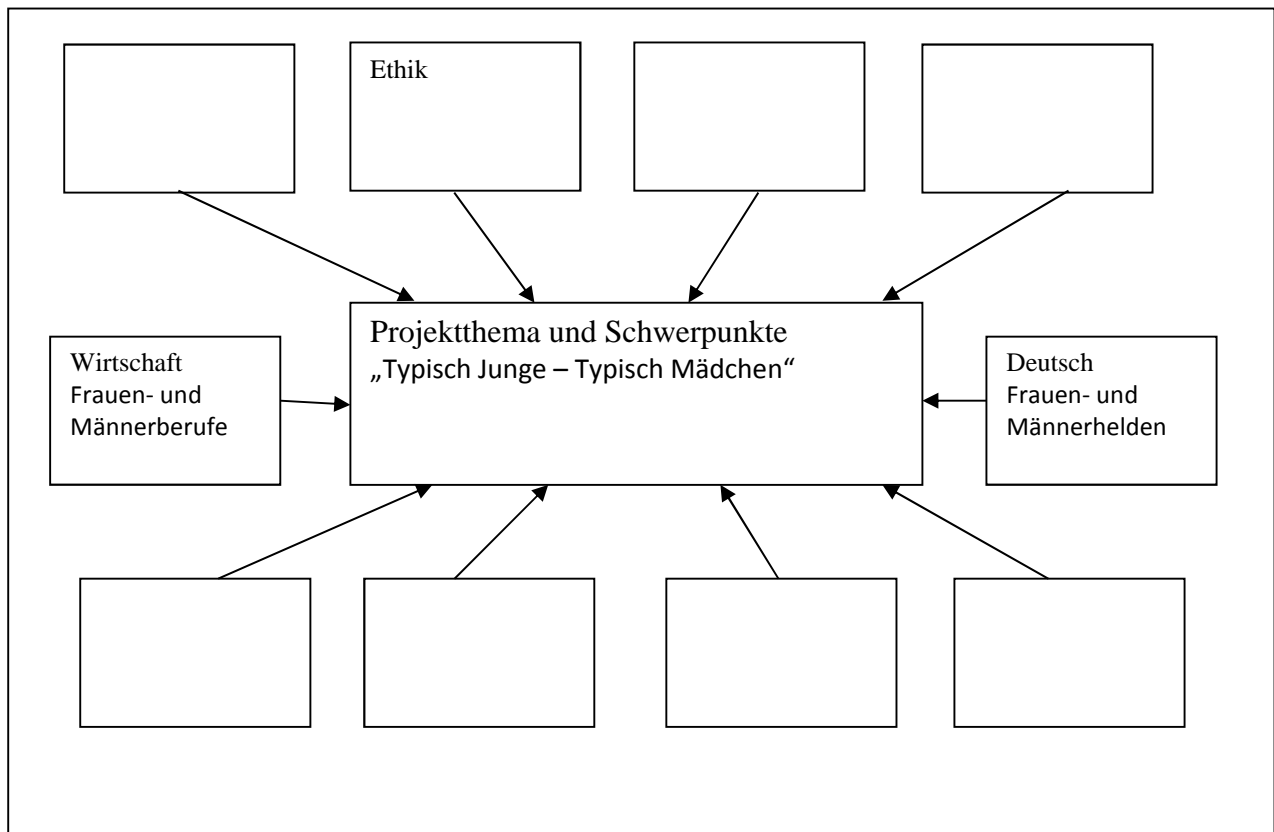 Ethik
Projektthema und Schwerpunkte
„Typisch Junge – Typisch Mädchen“
Wirtschaft
Frauen- und
Männerberufe
Deutsch
Frauen- und
Männerhelden